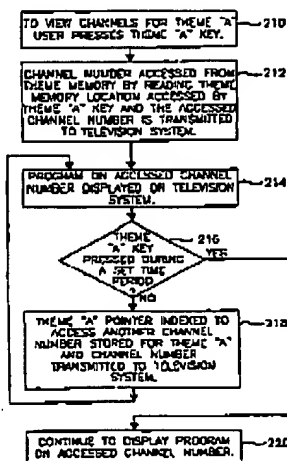 TO VIEW CHANNELS FOR THEME "A"
USER PRESSES THEME "A" KEY.
210
CHANNEL NUMBER ACCESSED FROM
THEME MEMORY BY READING THEME
MEMORY LOCATION ACCESSED BY
THEME "A" KEY AND THE ACCESSED
CHANNEL NUMBER IS TRANSMITTED
TO TELEVISION SYSTEM.
212
PROGRAM ON ACCESSED CHANNEL
NUMBER DISPLAYED ON TELEVISION
SYSTEM.
214
THEME
"A" KEY
PRESSED DURING
A SET TIME
PERIOD
?
216
YES
NO
THEME "A" POINTER INDEXED TO
ACCESS ANOTHER CHANNEL
NUMBER STORED FOR THEME "A"
AND CHANNEL NUMBER
TRANSMITTED TO TELEVISION
SYSTEM.
218
CONTINUE TO DISPLAY PROGRAM
ON ACCESSED CHANNEL NUMBER.
220